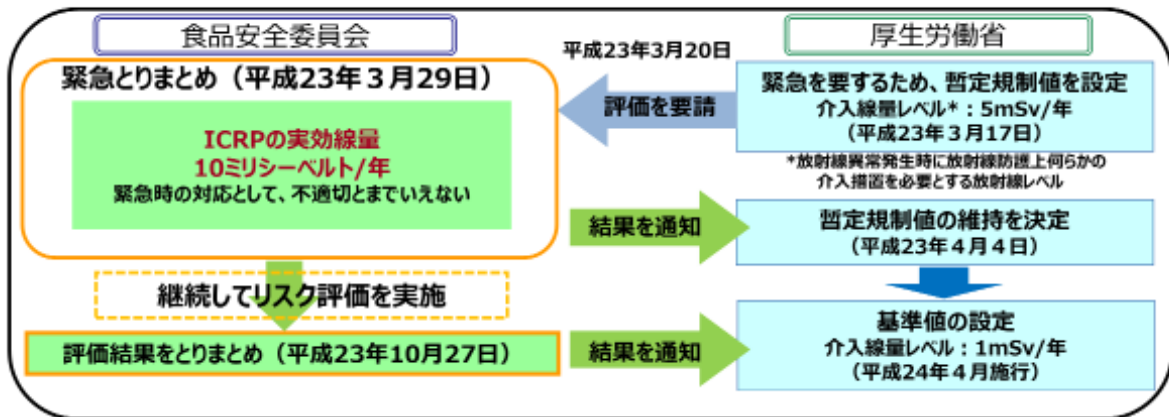 食品安全委員会
緊急とりまとめ（平成23年３月29日）
ICRPの実効線量
10ミリシーベルト/年
緊急時の対応として、不適切とまでいえない
継続してリスク評価を実施
評価結果をとりまとめ（平成23年10月27日）
平成23年3月20日
評価を要請
結果を通知
結果を通知
厚生労働省
緊急を要するため、暫定規制値を設定
介入線量レベル*：5mSv/年
（平成23年３月17日）
*放射線異常発生時に放射線防護上何らかの
介入措置を必要とする放射線レベル
暫定規制値の維持を決定
（平成23年４月４日）
基準値の設定
介入線量レベル：1mSv/年
（平成24年４月施行）